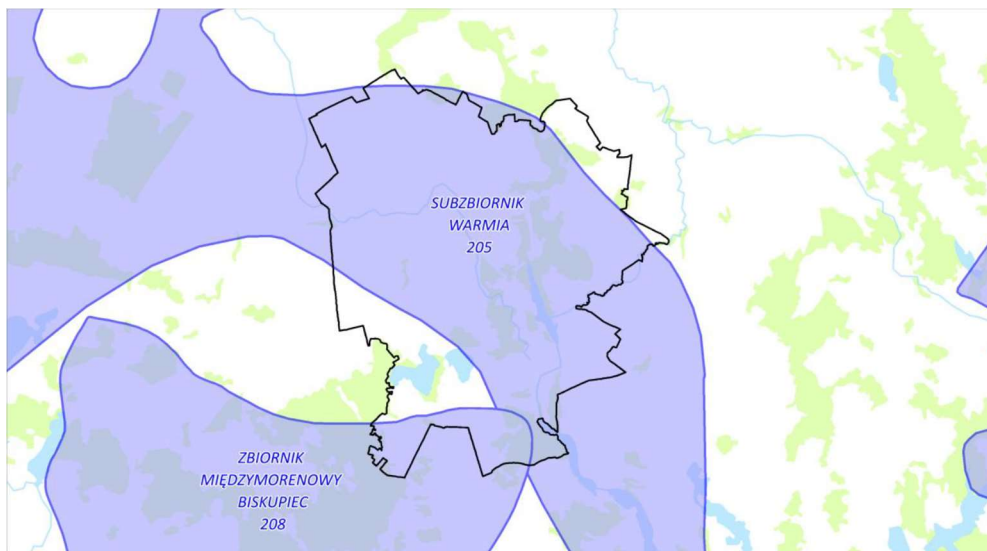 SUBZBIORNIK
WARMIA
205
ZBIORNIK
MIĘDZYMORENOWY
BISKUPIEC
208